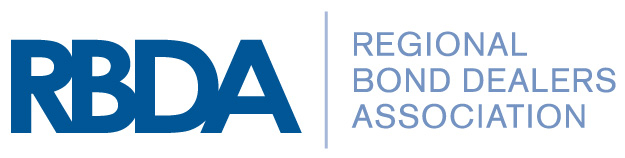 RBDA
REGIONAL
BOND DEALERS
ASSOCIATION